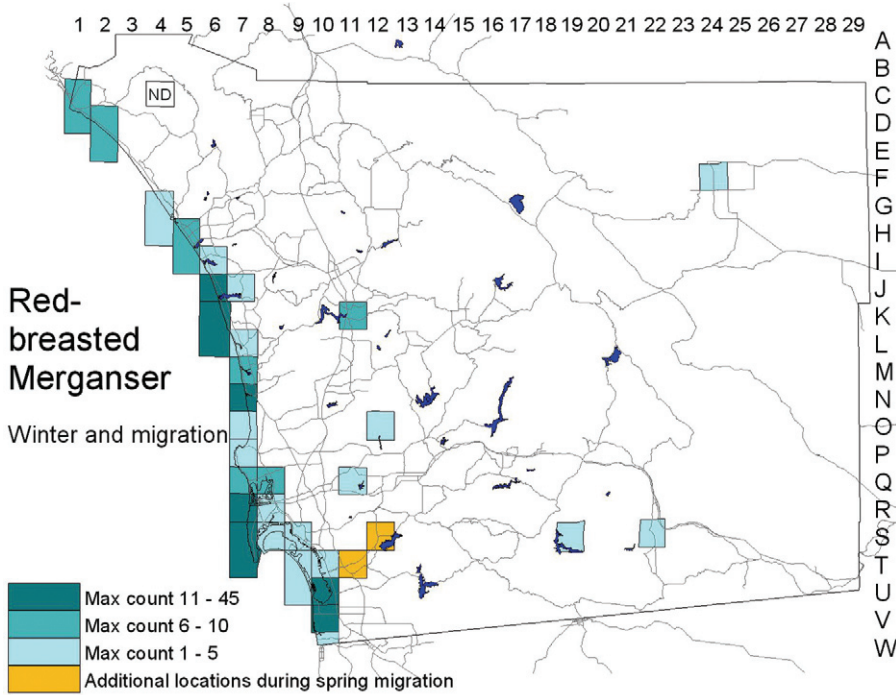 1 2 3 4 5 6 7 8 9 10 11 12 13 14 15 16 17 18 19 20 21 22 23 24 25 26 27 28 29
A
B
C
D
E
F
G
H
I
J
K
L
M
N
O
P
Q
R
S
T
U
V
W
ND
Red-
breasted
Merganser
Winter and migration
Max count 11 - 45
Max count 6 - 10
Max count 1 - 5
Additional locations during spring migration